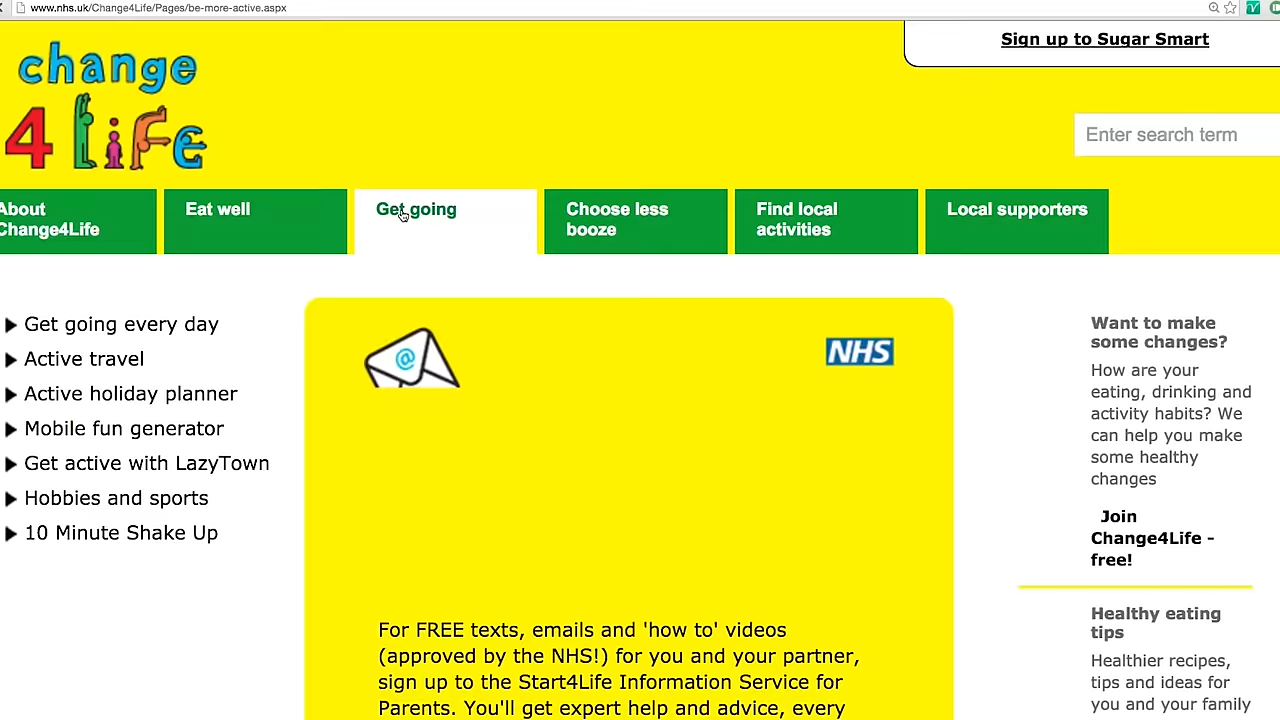 www.nhs.uk/Change4Life/Pages/be-more-active.aspx
Sign up to Sugar Smart
change
4 LiFe
Enter search term
About
Change4Life
Eat well
Get going
Choose less
booze
Find local
activities
Local supporters
Get going every day
Active travel
Active holiday planner
Mobile fun generator
Get active with LazyTown
Hobbies and sports
10 Minute Shake Up
@
NHS
For FREE texts, emails and 'how to' videos
(approved by the NHS!) for you and your partner,
sign up to the Start4Life Information Service for
Parents. You'll get expert help and advice, every
Want to make
some changes?
How are your
eating, drinking and
activity habits? We
can help you make
some healthy
changes
Join
Change4Life -
free!
Healthy eating
tips
Healthier recipes,
tips and ideas for
you and your family